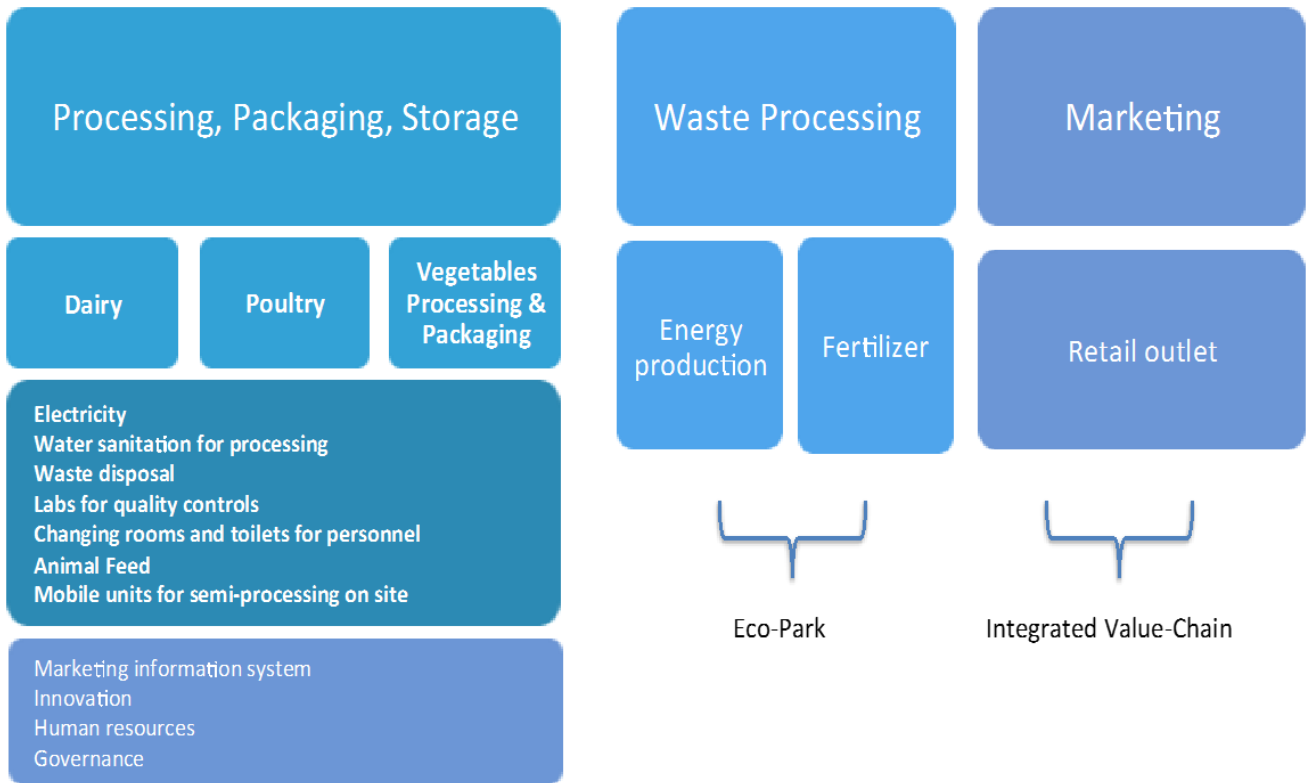 Processing, Packaging, Storage
Dairy
Poultry
Vegetables
Processing &
Packaging
Electricity
Water sanitation for processing
Waste disposal
Labs for quality controls
Changing rooms and toilets for personnel
Animal Feed
Mobile units for semi-processing on site
Marketing information system
Innovation
Human resources
Governance
Waste Processing
Energy
production
Fertilizer
Eco-Park
Marketing
Retail outlet
Integrated Value-Chain